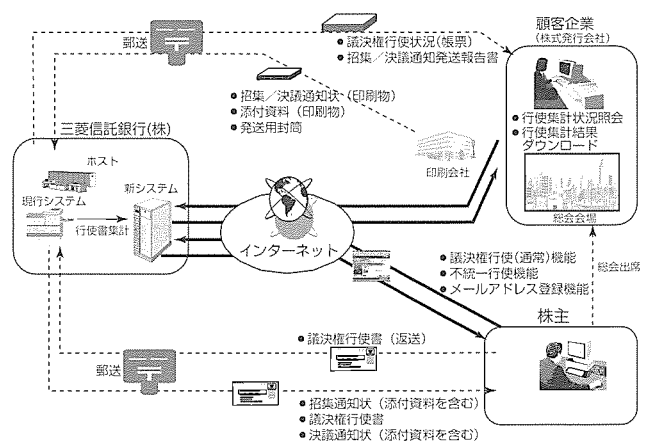 郵送
● 議決権行使状況(帳票)
● 招集／決議通知発送報告書
顧客企業
(株式発行会社)
● 招集／決議通知状 (印刷物)
● 添付資料 (印刷物)
● 発送用封筒
● 行使集計状況照会
● 行使集計結果
ダウンロード
三菱信託銀行(株)
ホスト
印刷会社
現行システム
新システム
行使書集計
総会会場
インターネット
● 議決権行使(通常)機能
● 不統一行使機能
● メールアドレス登録機能
総会出席
株主
● 議決権行使書 (返送)
郵送
● 招集通知状 (添付資料を含む)
● 議決権行使書
● 決議通知状 (添付資料を含む)